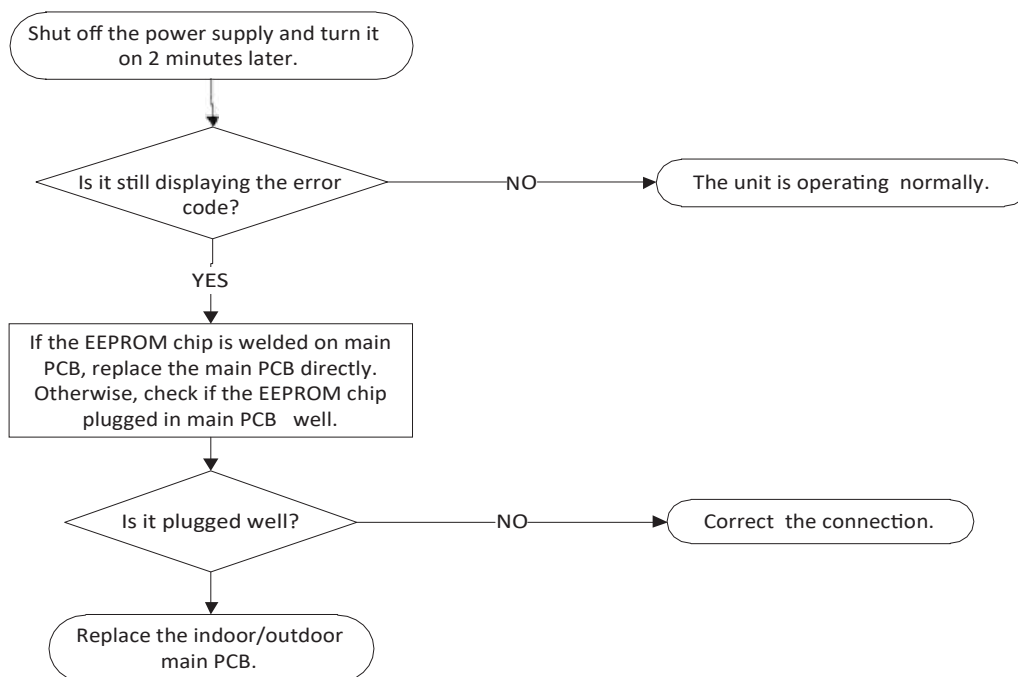 Shut off the power supply and turn it
on 2 minutes later.
Is it still displaying the error
code?
NO
The unit is operating normally.
YES
If the EEPROM chip is welded on main
PCB, replace the main PCB directly.
Otherwise, check if the EEPROM chip
plugged in main PCB well.
Is it plugged well?
NO
Correct the connection.
Replace the indoor/outdoor
main PCB.